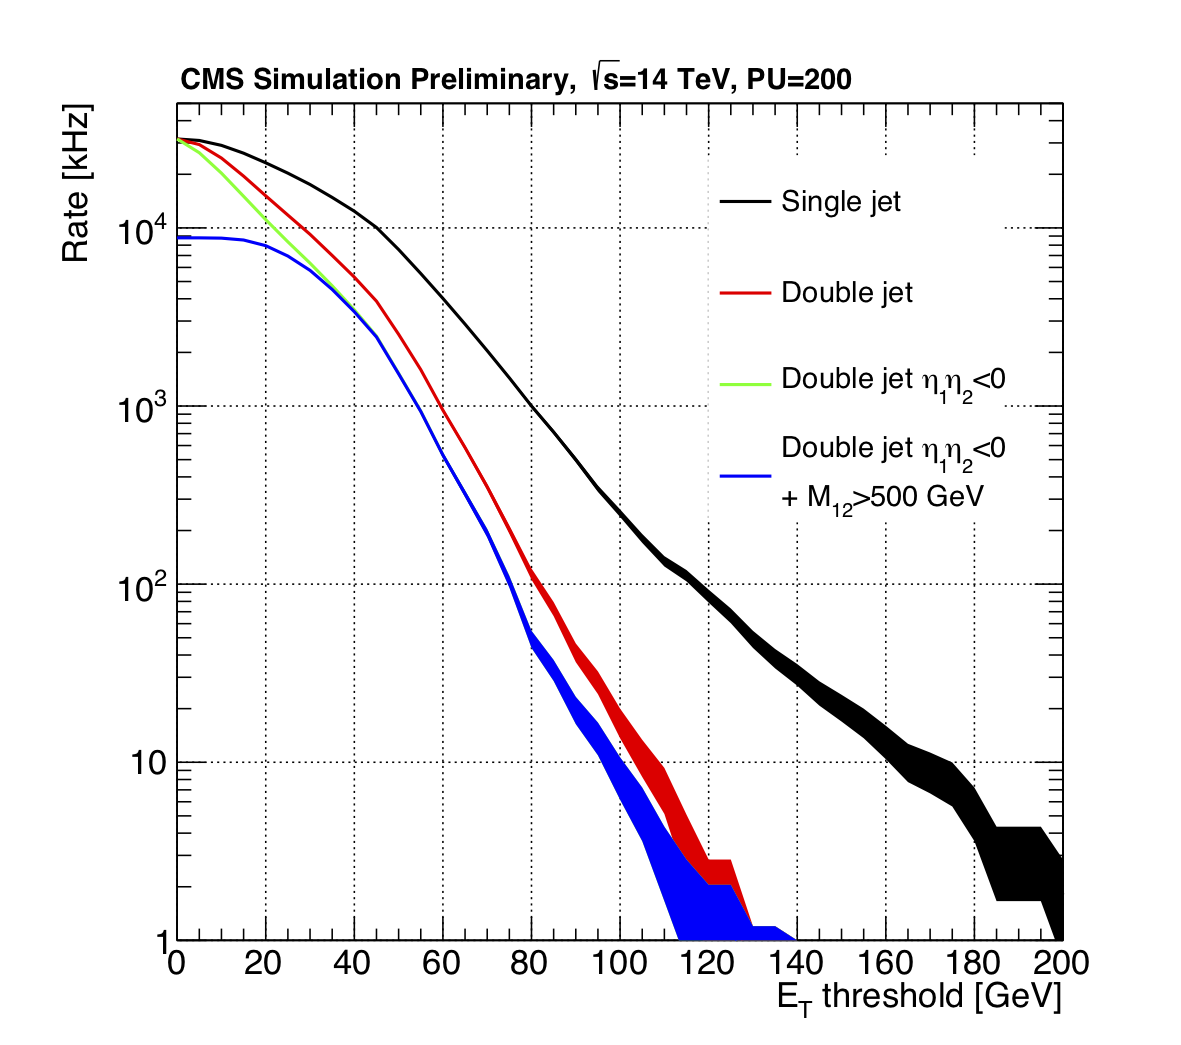 CMS Simulation Preliminary, √s=14 TeV, PU=200
Rate [kHz]
10⁴
10³
10²
10
1
Single jet
Double jet
Double jet η₁η₂<0
Double jet η₁η₂<0
+ M₁₂>500 GeV
0 20 40 60 80 100 120 140 160 180 200
E_T threshold [GeV]